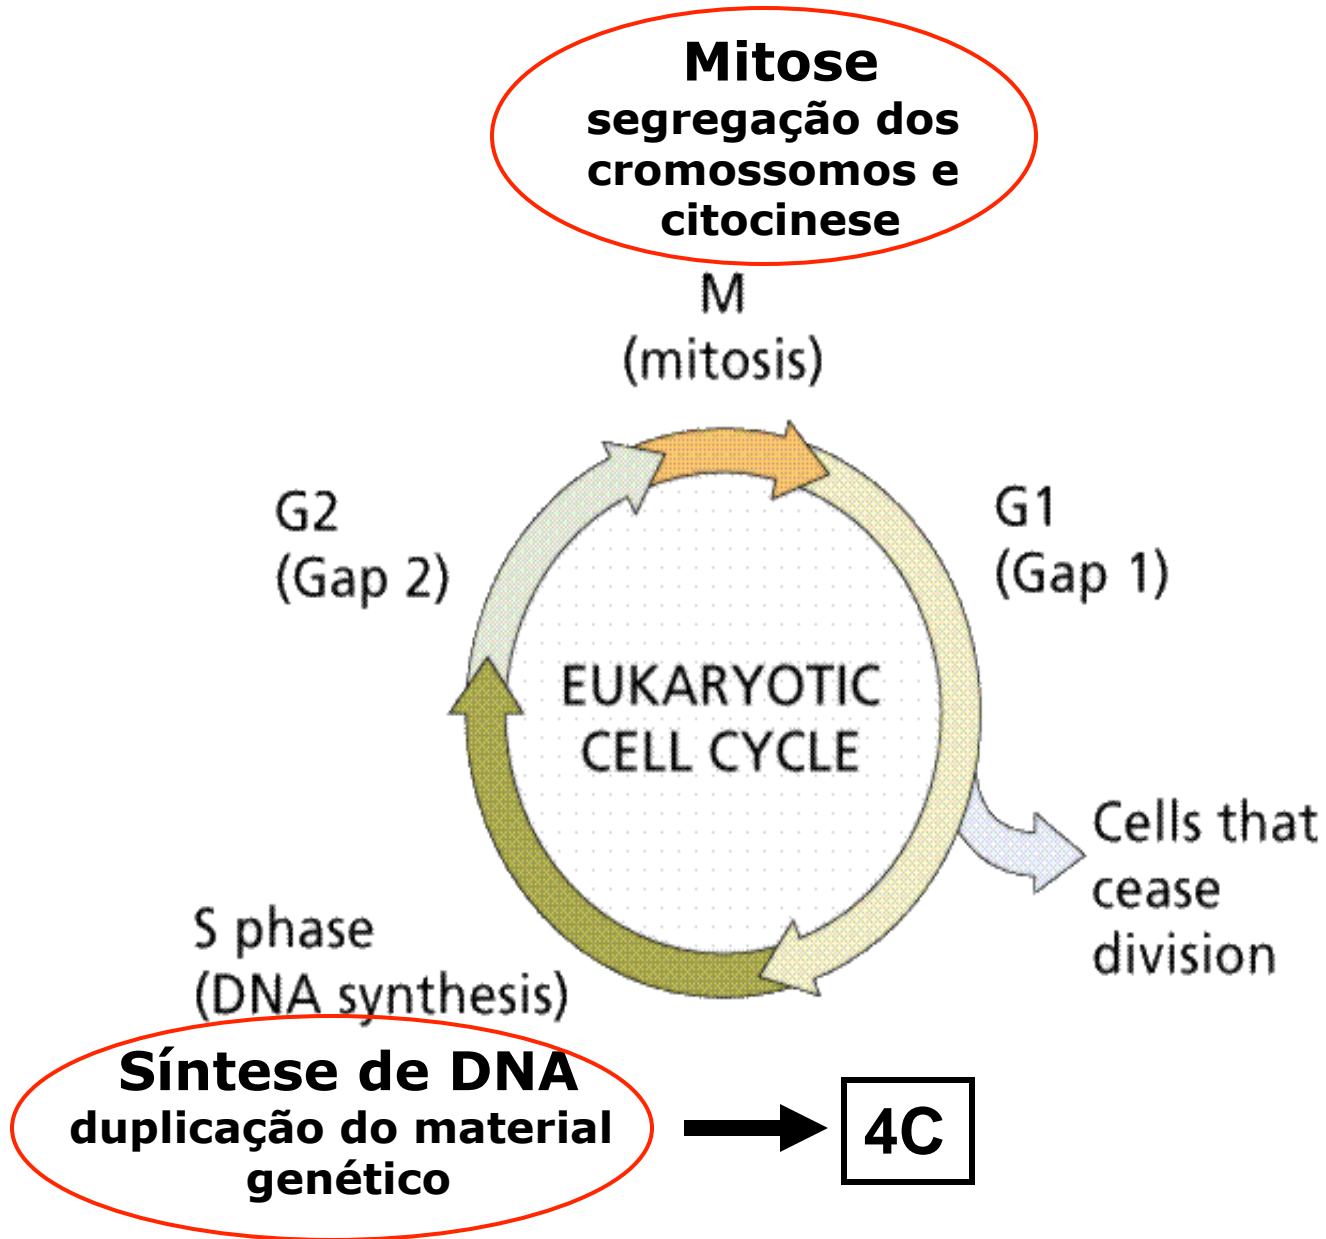 Mitose
segregação dos
cromossomos e
citocinese
M
(mitosis)
G2
(Gap 2)
G1
(Gap 1)
EUKARYOTIC
CELL CYCLE
Cells that
cease
division
S phase
(DNA synthesis)
Síntese de DNA
duplicação do material
genético
4C